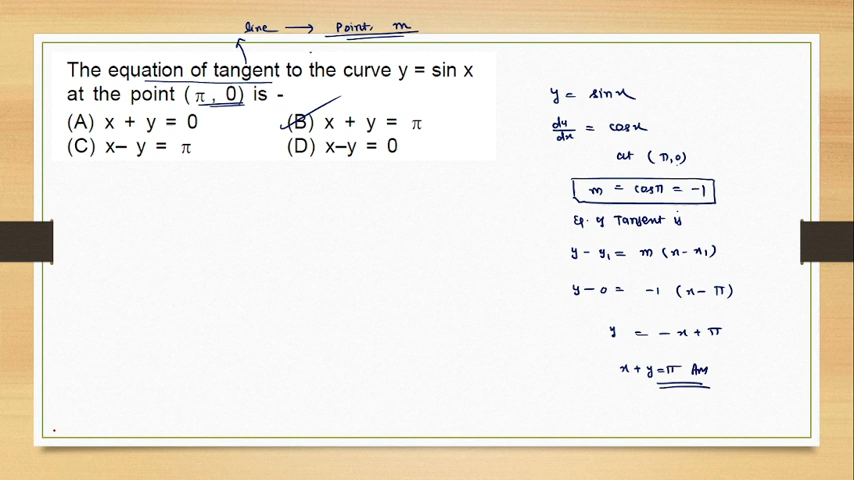 line → Point, m
The equation of tangent to the curve y = sin x
at the point ( π , 0) is -
(A) x + y = 0 (B) x + y = π
(C) x– y = π (D) x–y = 0
y = sinx
dy/dx = cosx
at (π,0)
m = cosπ = -1
Eq. of Tangent is
y - y₁ = m (x - x₁)
y - 0 = -1 (x - π)
y = - x + π
x + y = π Ans